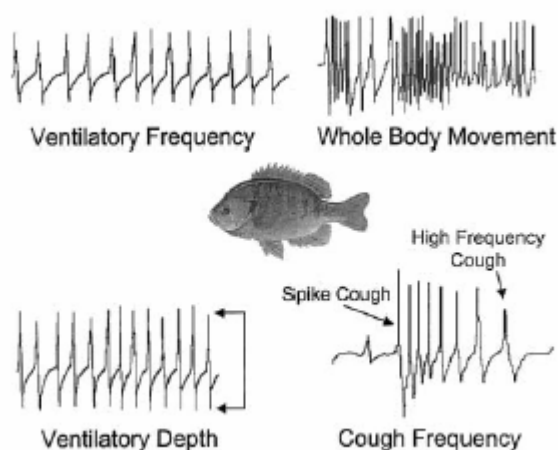 Ventilatory Frequency
Whole Body Movement
High Frequency
Cough
Spike Cough
Ventilatory Depth
Cough Frequency